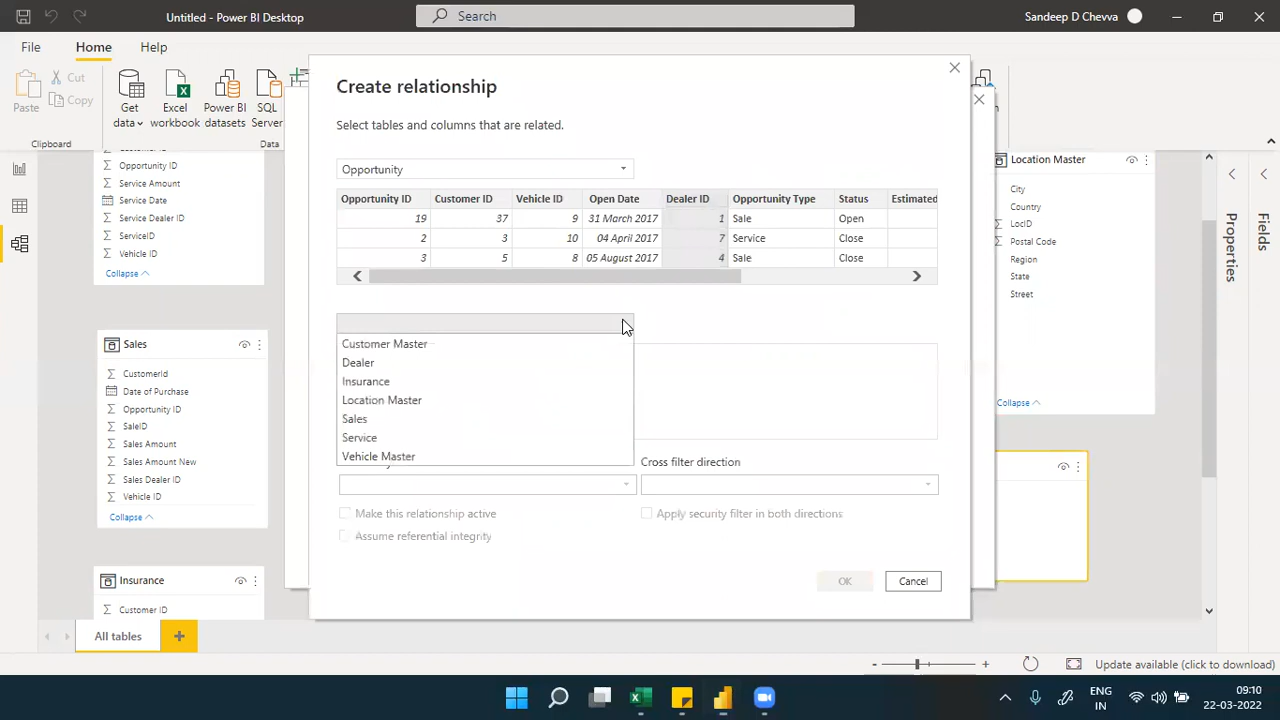 Untitled - Power BI Desktop
Search
Sandeep D Chevva
File
Home
Help
Paste
Cut
Copy
Get data
Excel workbook
Power BI datasets
SQL Server
Clipboard
Data
Opportunity ID
Service Amount
Service Date
Service Dealer ID
ServiceID
Vehicle ID
Collapse
Sales
CustomerId
Date of Purchase
Opportunity ID
SaleID
Sales Amount
Sales Amount New
Sales Dealer ID
Vehicle ID
Collapse
Insurance
Customer ID
Create relationship
Select tables and columns that are related.
Opportunity
Opportunity ID Customer ID Vehicle ID Open Date Dealer ID Opportunity Type Status Estimated
19 37 9 31 March 2017 1 Sale Open
2 3 10 04 April 2017 7 Service Close
3 5 8 05 August 2017 4 Sale Close
Customer Master
Dealer
Insurance
Location Master
Sales
Service
Vehicle Master
Cross filter direction
Make this relationship active
Apply security filter in both directions
Assume referential integrity
OK
Cancel
Location Master
City
Country
LocID
Postal Code
Region
State
Street
Collapse
Properties
Fields
All tables
Update available (click to download)
ENG
IN
09:10
22-03-2022